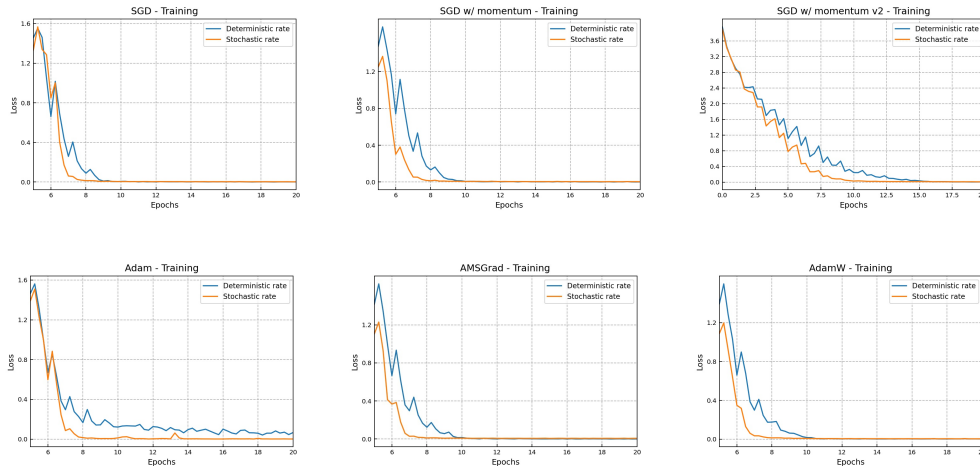 SGD - Training
Deterministic rate
Stochastic rate
Loss
1.6
1.2
0.8
0.4
0.0
6 8 10 12 14 16 18 20
Epochs
SGD w/ momentum - Training
Deterministic rate
Stochastic rate
Loss
1.2
0.8
0.4
0.0
6 8 10 12 14 16 18 20
Epochs
SGD w/ momentum v2 - Training
Deterministic rate
Stochastic rate
Loss
3.6
3.2
2.8
2.4
2.0
1.6
1.2
0.8
0.4
0.0
0.0 2.5 5.0 7.5 10.0 12.5 15.0 17.5
Epochs
Adam - Training
Deterministic rate
Stochastic rate
Loss
1.6
1.2
0.8
0.4
0.0
6 8 10 12 14 16 18 20
Epochs
AMSGrad - Training
Deterministic rate
Stochastic rate
Loss
1.2
0.8
0.4
0.0
6 8 10 12 14 16 18 20
Epochs
AdamW - Training
Deterministic rate
Stochastic rate
Loss
1.2
0.8
0.4
0.0
6 8 10 12 14 16 18
Epochs